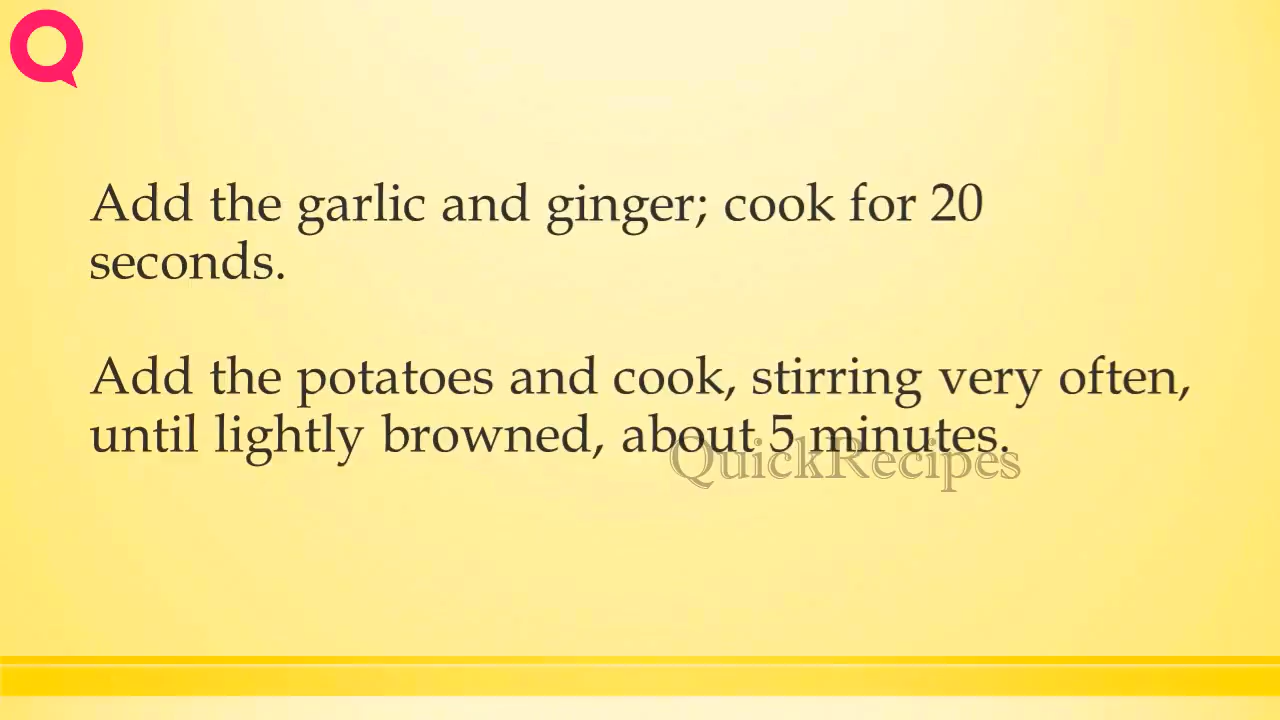 Add the garlic and ginger; cook for 20
seconds.
Add the potatoes and cook, stirring very often,
until lightly browned, about 5 minutes.
QuickRecipes